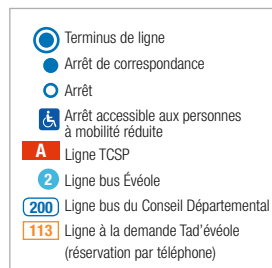 Terminus de ligne
Arrêt de correspondance
Arrêt
Arrêt accessible aux personnes
à mobilité réduite
A Ligne TCSP
2 Ligne bus Évéole
200 Ligne bus du Conseil Départemental
113 Ligne à la demande Tad'évéole
(réservation par téléphone)